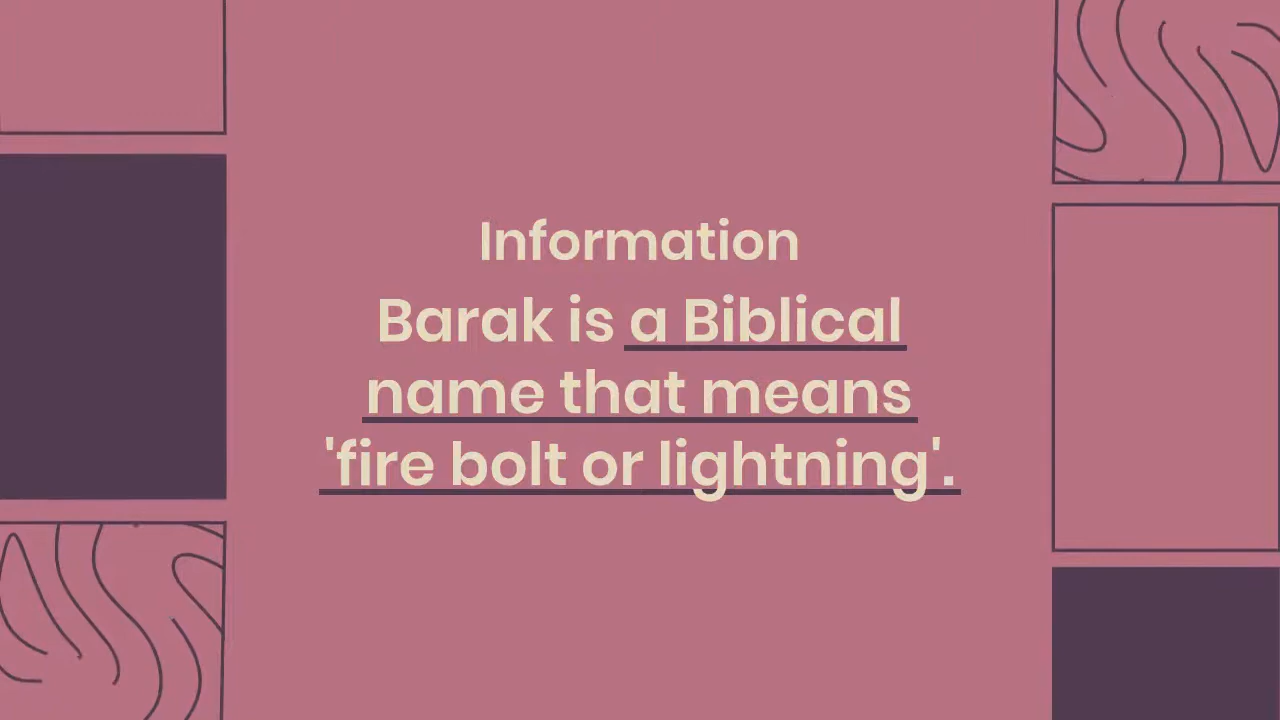 Information
Barak is a Biblical
name that means
'fire bolt or lightning'.